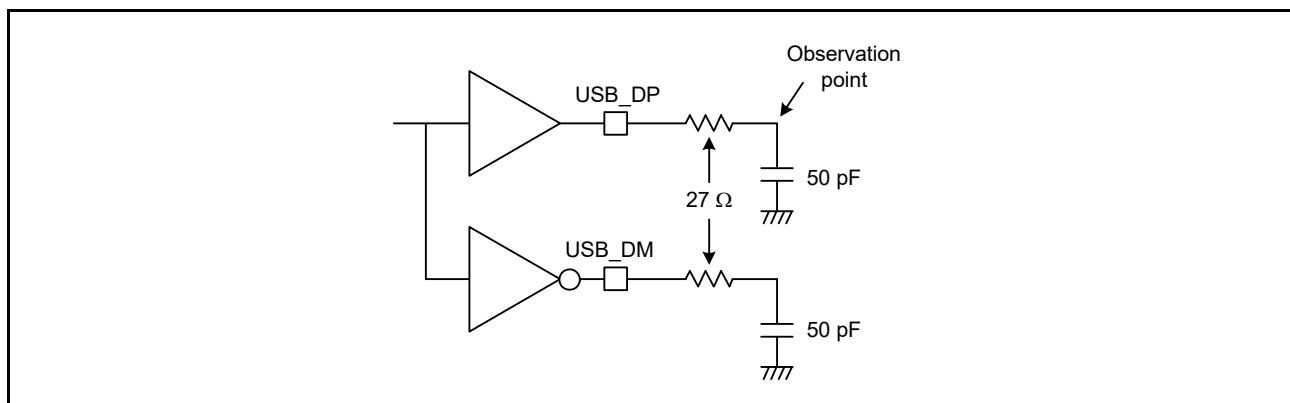 Observation
point
USB_DP
50 pF
27 Ω
USB_DM
50 pF